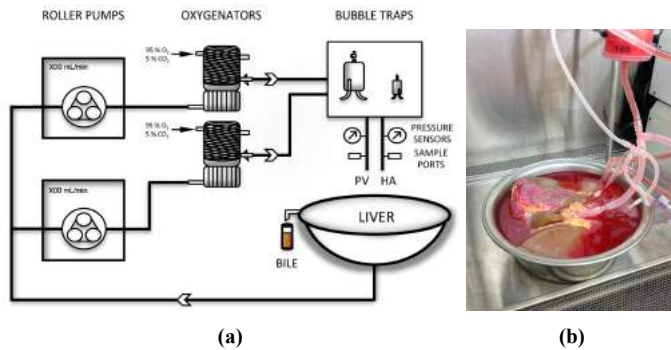 ROLLER PUMPS OXYGENATORS BUBBLE TRAPS
X00 mL/min
95 % O₂
5 % CO₂
95 % O₂
5 % CO₂
X00 mL/min
PRESSURE
SENSORS
SAMPLE
PORTS
PV HA
LIVER
BILE
(a) (b)